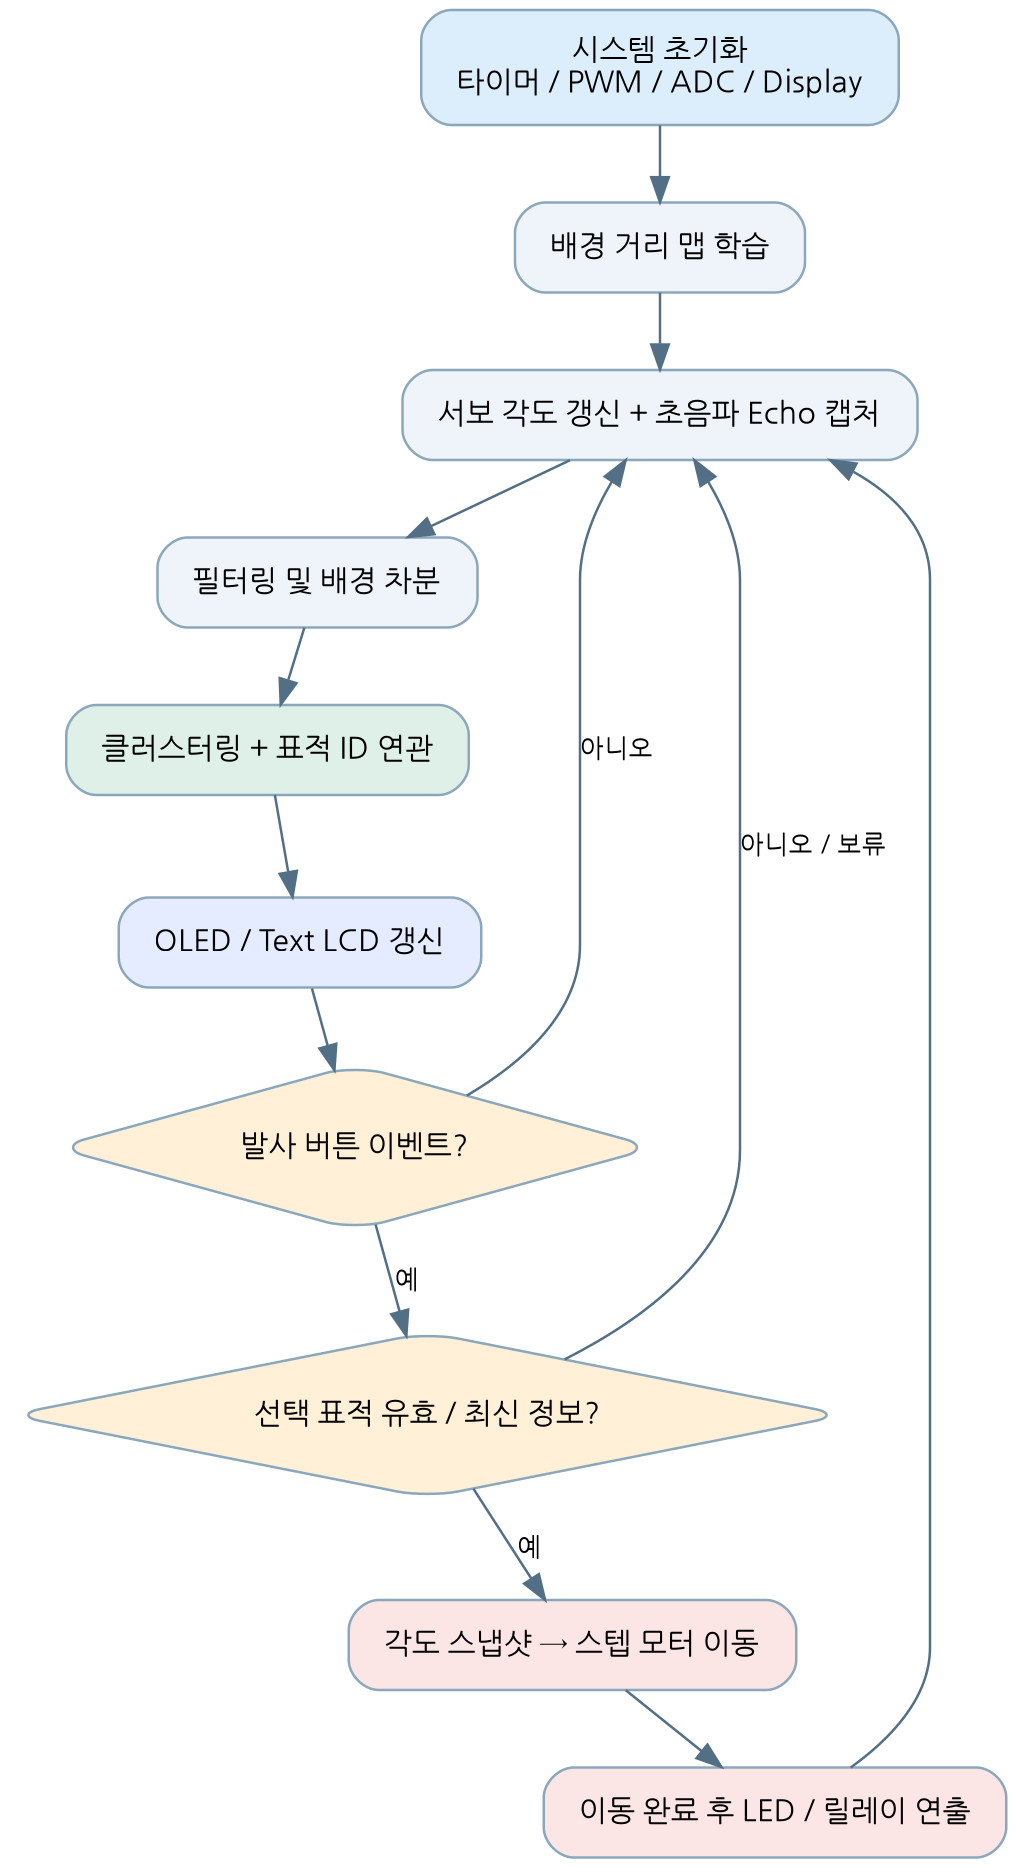 시스템 초기화
타이머 / PWM / ADC / Display
배경 거리 맵 학습
서보 각도 갱신 + 초음파 Echo 캡처
필터링 및 배경 차분
클러스터링 + 표적 ID 연관
아니오
아니오 / 보류
OLED / Text LCD 갱신
발사 버튼 이벤트?
예
선택 표적 유효 / 최신 정보?
예
각도 스냅샷 → 스텝 모터 이동
이동 완료 후 LED / 릴레이 연출